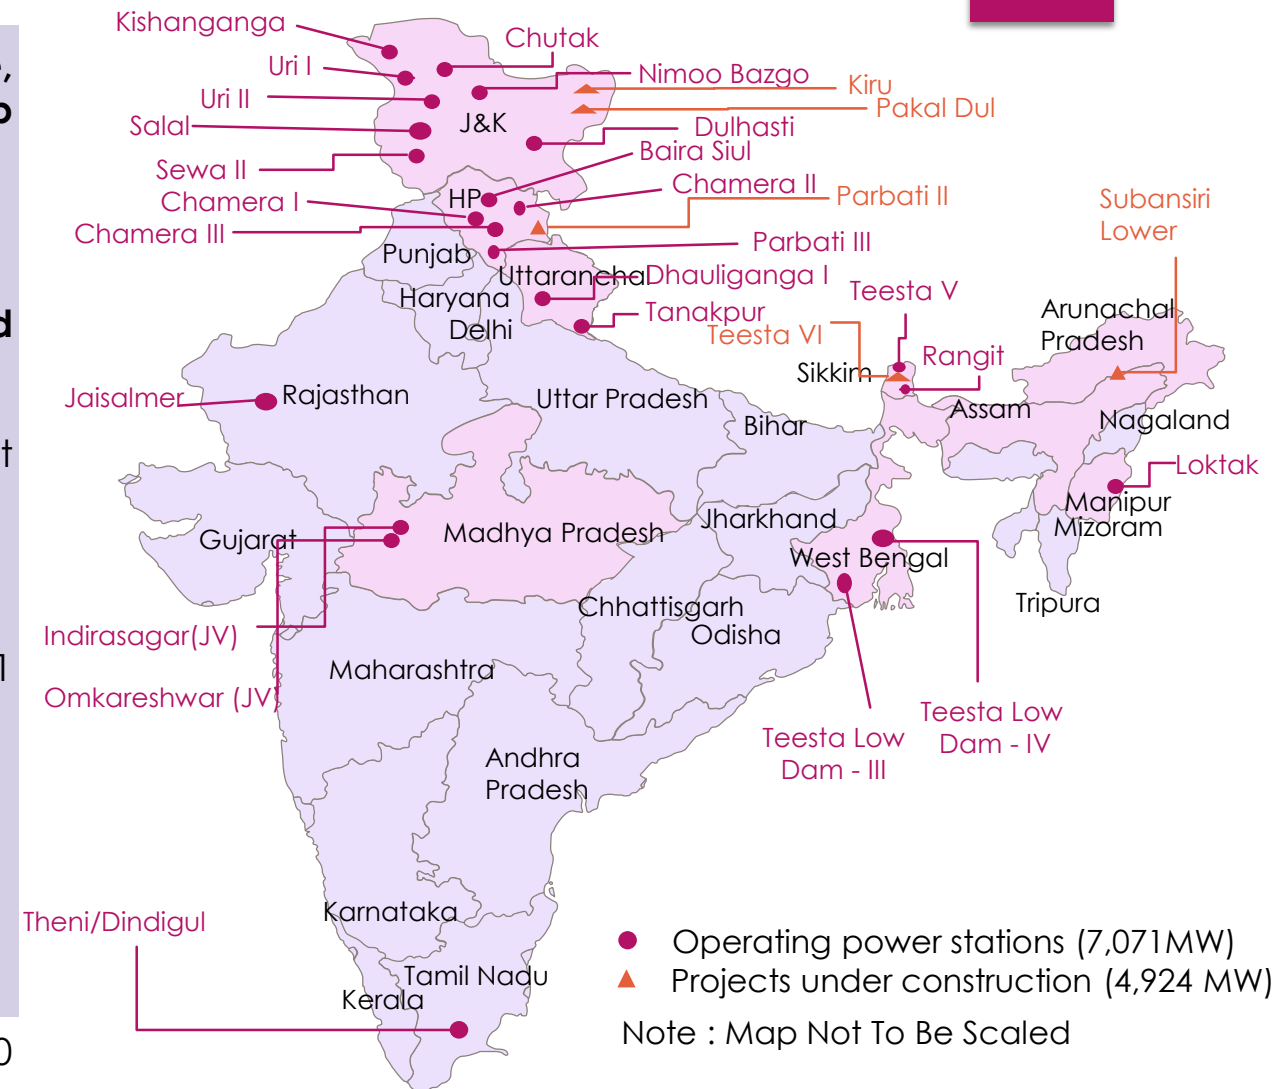 ,
Kishanganga
Chutak
Uri I
Nimoo Bazgo
Kiru
Uri II
Pakal Dul
Salal
J&K
Dulhasti
Baira Siul
Sewa II
Chamera II
HP
Chamera I
Parbati II
Subansiri
Lower
Chamera III
Parbati III
Punjab
Uttaranchal
Dhauliganga I
Teesta V
Haryana
Tanakpur
Arunachal
Pradesh
d
Delhi
Teesta VI
Rangit
Sikkim
Jaisalmer
Rajasthan
Uttar Pradesh
Assam
Bihar
Nagaland
t
Loktak
Manipur
Mizoram
Jharkhand
Madhya Pradesh
Gujarat
West Bengal
Tripura
Chhattisgarh
Odisha
Indirasagar(JV)
Maharashtra
1
Omkareshwar (JV)
Teesta Low
Dam - IV
Teesta Low
Dam - III
Andhra
Pradesh
Karnataka
Theni/Dindigul
Operating power stations (7,071MW)
Tamil Nadu
Projects under construction (4,924 MW)
Kerala
Note : Map Not To Be Scaled
0